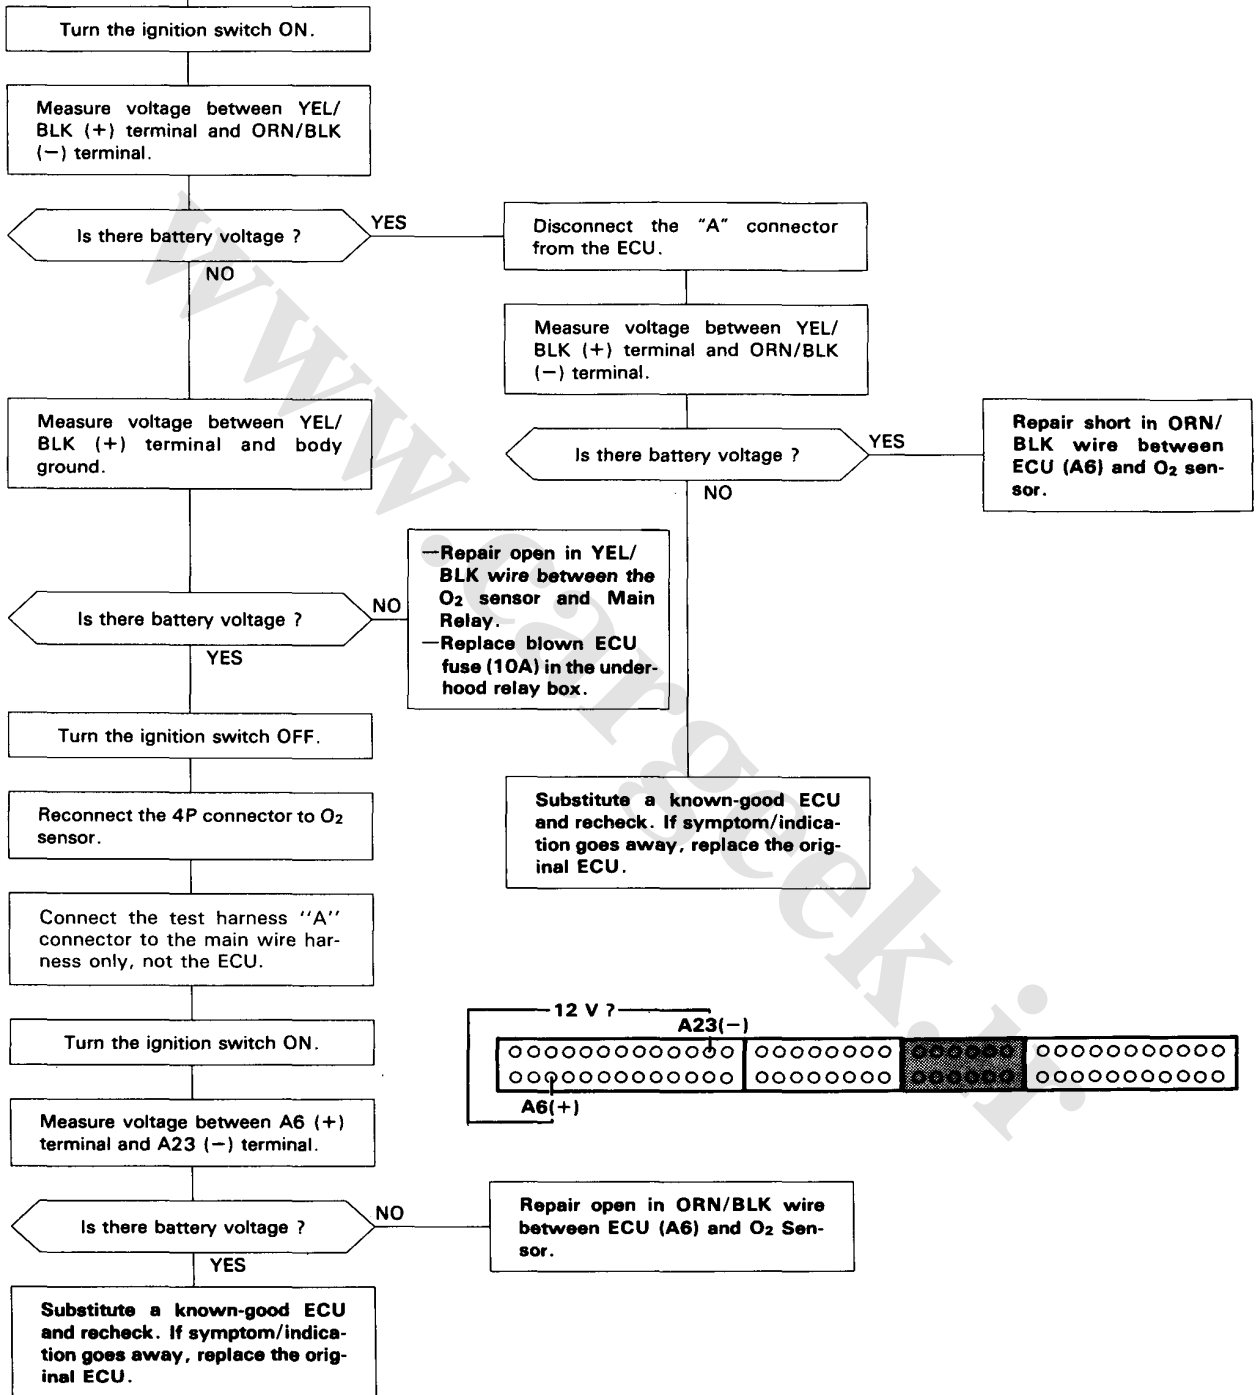 Turn the ignition switch ON.
Measure voltage between YEL/
BLK (+) terminal and ORN/BLK
(−) terminal.
Is there battery voltage ?
YES
NO
Disconnect the "A" connector
from the ECU.
Measure voltage between YEL/
BLK (+) terminal and ORN/BLK
(−) terminal.
Is there battery voltage ?
YES
NO
Repair short in ORN/
BLK wire between
ECU (A6) and O2 sen-
sor.
Measure voltage between YEL/
BLK (+) terminal and body
ground.
Is there battery voltage ?
NO
YES
—Repair open in YEL/
BLK wire between the
O2 sensor and Main
Relay.
—Replace blown ECU
fuse (10A) in the under-
hood relay box.
Turn the ignition switch OFF.
Reconnect the 4P connector to O2
sensor.
Substitute a known-good ECU
and recheck. If symptom/indica-
tion goes away, replace the orig-
inal ECU.
Connect the test harness ''A''
connector to the main wire har-
ness only, not the ECU.
Turn the ignition switch ON.
12 V ?
A23(−)
A6(+)
Measure voltage between A6 (+)
terminal and A23 (−) terminal.
Is there battery voltage ?
NO
YES
Repair open in ORN/BLK wire
between ECU (A6) and O2 Sen-
sor.
Substitute a known-good ECU
and recheck. If symptom/indica-
tion goes away, replace the orig-
inal ECU.
www.cargeek.ir